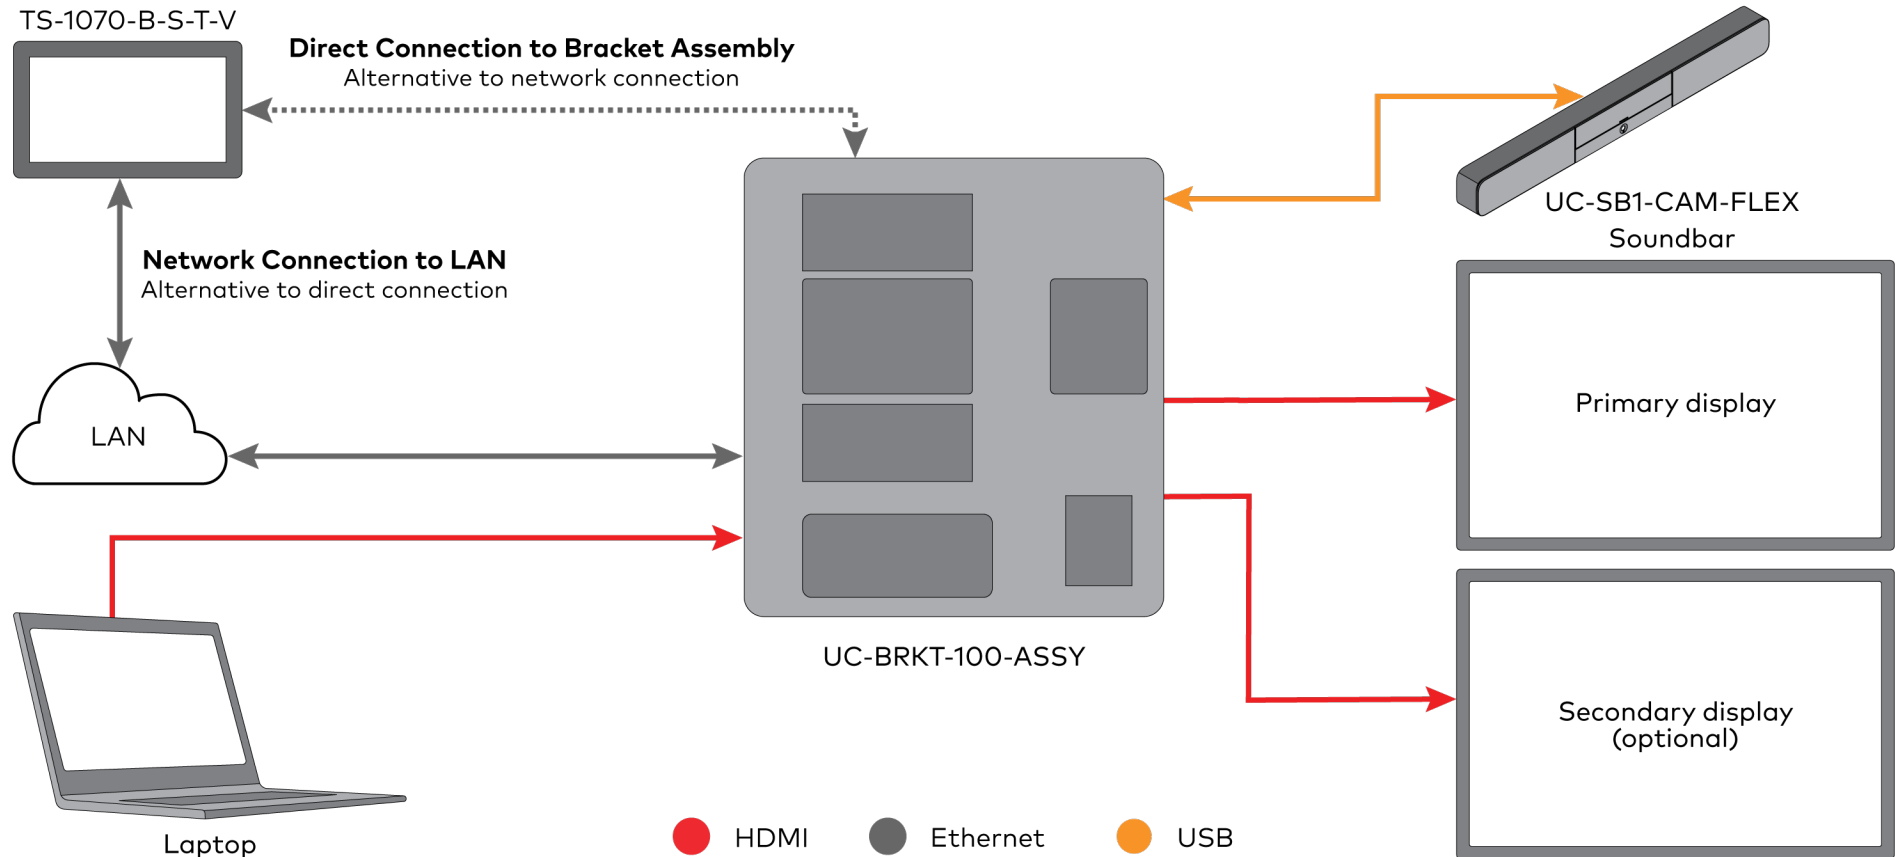 TS-1070-B-S-T-V
Direct Connection to Bracket Assembly
Alternative to network connection
UC-SB1-CAM-FLEX
Soundbar
Network Connection to LAN
Alternative to direct connection
LAN
Primary display
UC-BRKT-100-ASSY
Secondary display
(optional)
Laptop
HDMI
Ethernet
USB